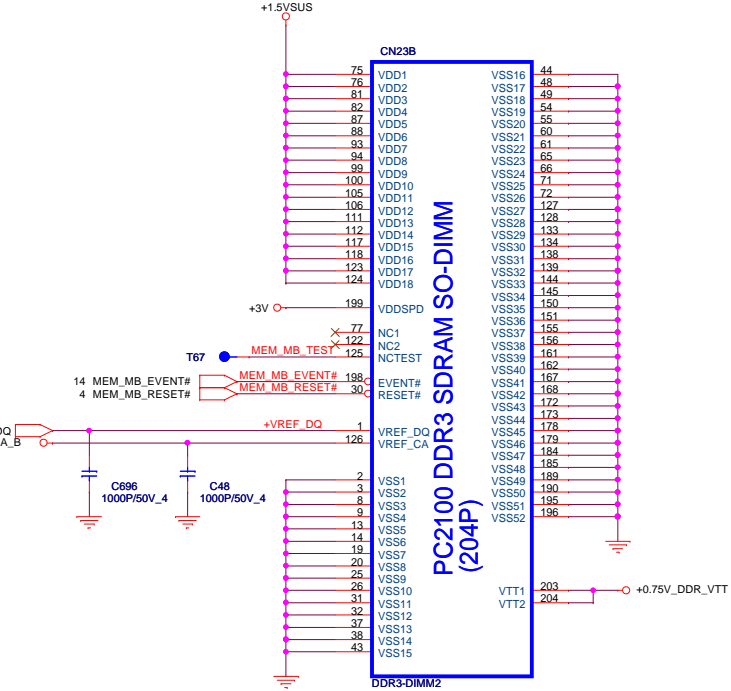 +1.5VSUS
CN23B
75 VDD1 VSS16 44
76 VDD2 VSS17 48
81 VDD3 VSS18 49
82 VDD4 VSS19 54
87 VDD5 VSS20 55
88 VDD6 VSS21 60
93 VDD7 VSS22 61
94 VDD8 VSS23 65
99 VDD9 VSS24 66
100 VDD10 VSS25 71
105 VDD11 VSS26 72
106 VDD12 VSS27 127
111 VDD13 VSS28 128
112 VDD14 VSS29 133
117 VDD15 VSS30 134
118 VDD16 VSS31 138
123 VDD17 VSS32 139
124 VDD18 VSS33 144
VSS34 145
+3V 199 VDDSPD VSS35 150
VSS36 151
77 NC1 VSS37 155
122 NC2 VSS38 156
T67 MEM_MB_TEST 125 NCTEST VSS39 161
VSS40 162
14 MEM_MB_EVENT# MEM_MB_EVENT# 198 EVENT# VSS41 167
4 MEM_MB_RESET# MEM_MB_RESET# 30 RESET# VSS42 168
VSS43 172
VSS44 173
DQ +VREF_DQ 1 VREF_DQ VSS45 178
A_B 126 VREF_CA VSS46 179
VSS47 184
VSS48 185
2 VSS1 VSS49 189
3 VSS2 VSS50 190
8 VSS3 VSS51 195
9 VSS4 VSS52 196
13 VSS5
14 VSS6
19 VSS7
20 VSS8
25 VSS9
26 VSS10 VTT1 203
31 VSS11 VTT2 204
32 VSS12
37 VSS13
38 VSS14
43 VSS15
+0.75V_DDR_VTT
C696
1000P/50V_4
C48
1000P/50V_4
PC2100 DDR3 SDRAM SO-DIMM
(204P)
DDR3-DIMM2